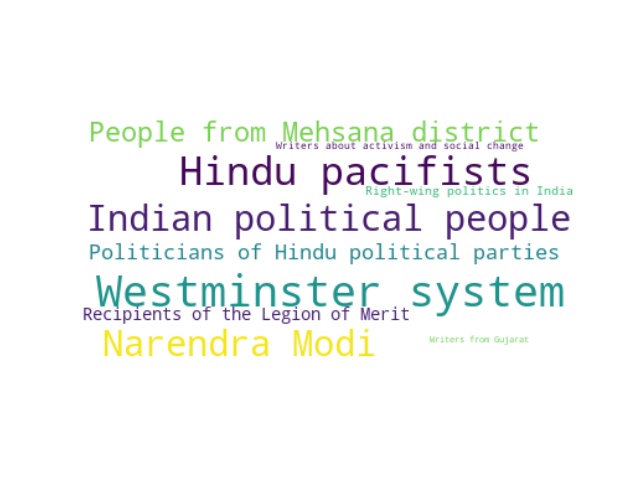 People from Mehsana district
Writers about activism and social change
Hindu pacifists
Right-wing politics in India
Indian political people
Politicians of Hindu political parties
Westminster system
Recipients of the Legion of Merit
Narendra Modi
Writers from Gujarat